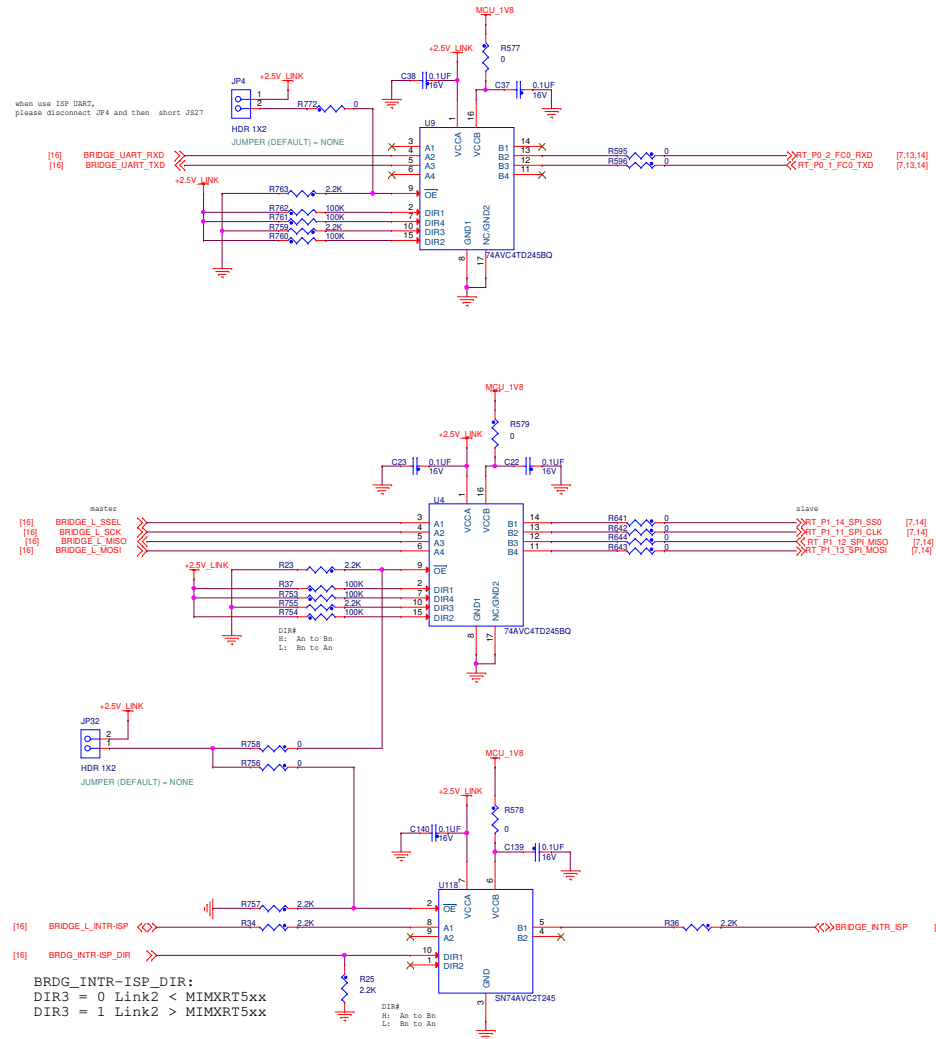 MCU_1V8
R577
0
+2.5V_LINK
C38 0.1UF
16V
C37 0.1UF
16V
JP4
+2.5V_LINK
1
2
R772 0
HDR 1X2
JUMPER (DEFAULT) = NONE
when use ISP UART,
please disconnect JP4 and then short JS27
U9
1 VCCA
16 VCCB
3 A1
4 A2
5 A3
6 A4
B1 14
B2 13
B3 12
B4 11
[16] BRIDGE_UART_RXD
[16] BRIDGE_UART_TXD
R595 0
R596 0
RT_P0_2_FC0_RXD [7,13,14]
RT_P0_1_FC0_TXD [7,13,14]
+2.5V_LINK
R763 2.2K
9 OE
R762 100K
2 DIR1
R761 100K
7 DIR4
R759 2.2K
10 DIR3
R760 100K
15 DIR2
GND1
NC/GND2
8
17
74AVC4TD245BQ
MCU_1V8
R579
0
+2.5V_LINK
C23 0.1UF
16V
C22 0.1UF
16V
U4
1 VCCA
16 VCCB
master
slave
[16] BRIDGE_L_SSEL
[16] BRIDGE_L_SCK
[16] BRIDGE_L_MISO
[16] BRIDGE_L_MOSI
3 A1
4 A2
5 A3
6 A4
B1 14
B2 13
B3 12
B4 11
R641 0
R642 0
R644 0
R643 0
RT_P1_14_SPI_SS0 [7,14]
RT_P1_11_SPI_CLK [7,14]
RT_P1_12_SPI_MISO [7,14]
RT_P1_13_SPI_MOSI [7,14]
+2.5V_LINK
R23 2.2K
9 OE
R37 100K
2 DIR1
R753 100K
7 DIR4
R755 2.2K
10 DIR3
R754 100K
15 DIR2
GND1
NC/GND2
8
17
74AVC4TD245BQ
DIR#
H: An to Bn
L: Bn to An
+2.5V_LINK
JP32
2
1
HDR 1X2
JUMPER (DEFAULT) = NONE
R758 0
R756 0
MCU_1V8
R578
0
+2.5V_LINK
C140 0.1UF
16V
C139 0.1UF
16V
U118
7 VCCA
6 VCCB
R757 2.2K
2 OE
[16] BRIDGE_L_INTR-ISP
R34 2.2K
8 A1
9 A2
B1 5
B2 4
R36 2.2K
BRIDGE_INTR_ISP [
[16] BRDG_INTR-ISP_DIR
10 DIR1
1 DIR2
R25
2.2K
GND
3
SN74AVC2T245
DIR#
H: An to Bn
L: Bn to An
BRDG_INTR-ISP_DIR:
DIR3 = 0 Link2 < MIMXRT5xx
DIR3 = 1 Link2 > MIMXRT5xx